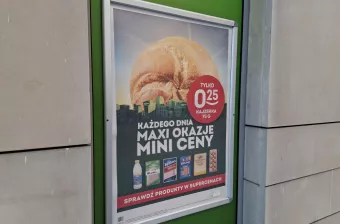 TYLKO
0.25
KAŻDEGO DNIA
MAXI OKAZJE
MINI CENY
SPRAWDŹ PRODUKTY W SUPERCENACH